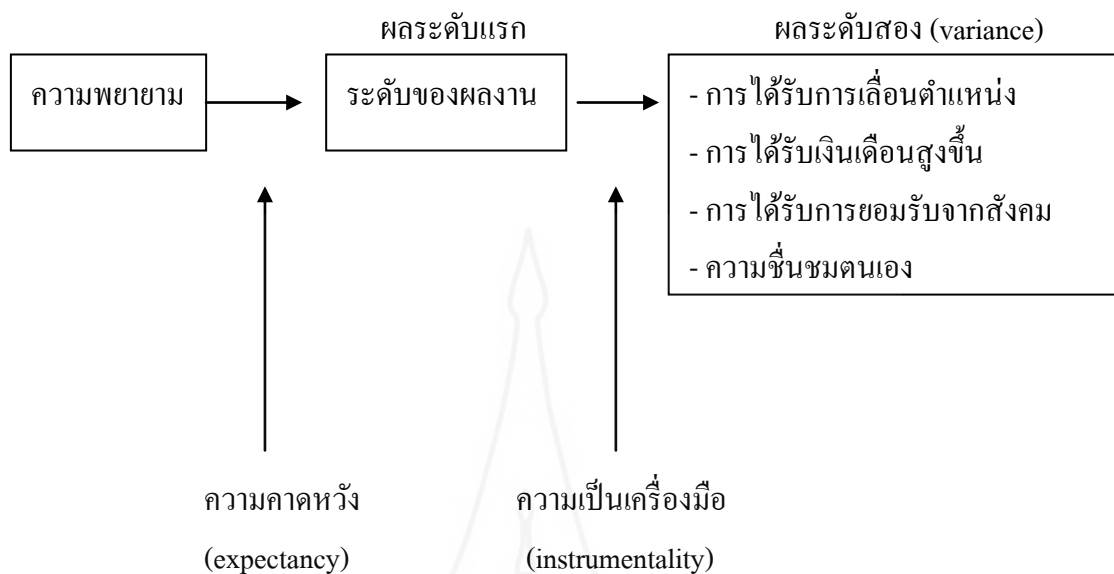 ผลระดับแรก
ผลระดับสอง (variance)
ความพยายาม
ระดับของผลงาน
- การได้รับการเลื่อนตำแหน่ง
- การได้รับเงินเดือนสูงขึ้น
- การได้รับการยอมรับจากสังคม
- ความชื่นชมตนเอง
ความคาดหวัง
(expectancy)
ความเป็นเครื่องมือ
(instrumentality)